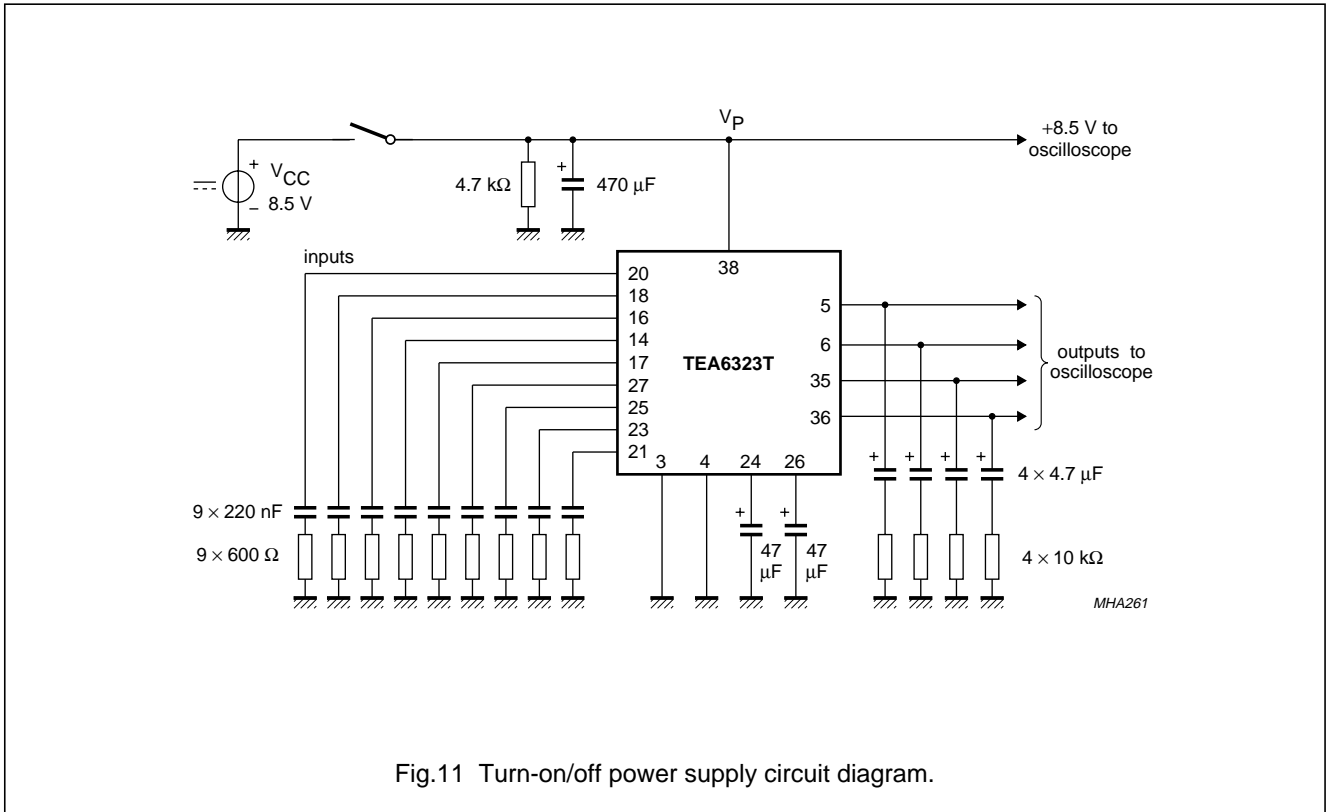 V_P
+8.5 V to
oscilloscope
+
V_CC
8.5 V
−
4.7 kΩ
+
470 μF
inputs
20
18
16
14
17
27
25
23
21
38
TEA6323T
5
6
35
36
3
4
24
26
outputs to
oscilloscope
+
+
+
+
4 × 4.7 μF
4 × 10 kΩ
9 × 220 nF
9 × 600 Ω
+
47
μF
+
47
μF
MHA261
Fig.11 Turn-on/off power supply circuit diagram.